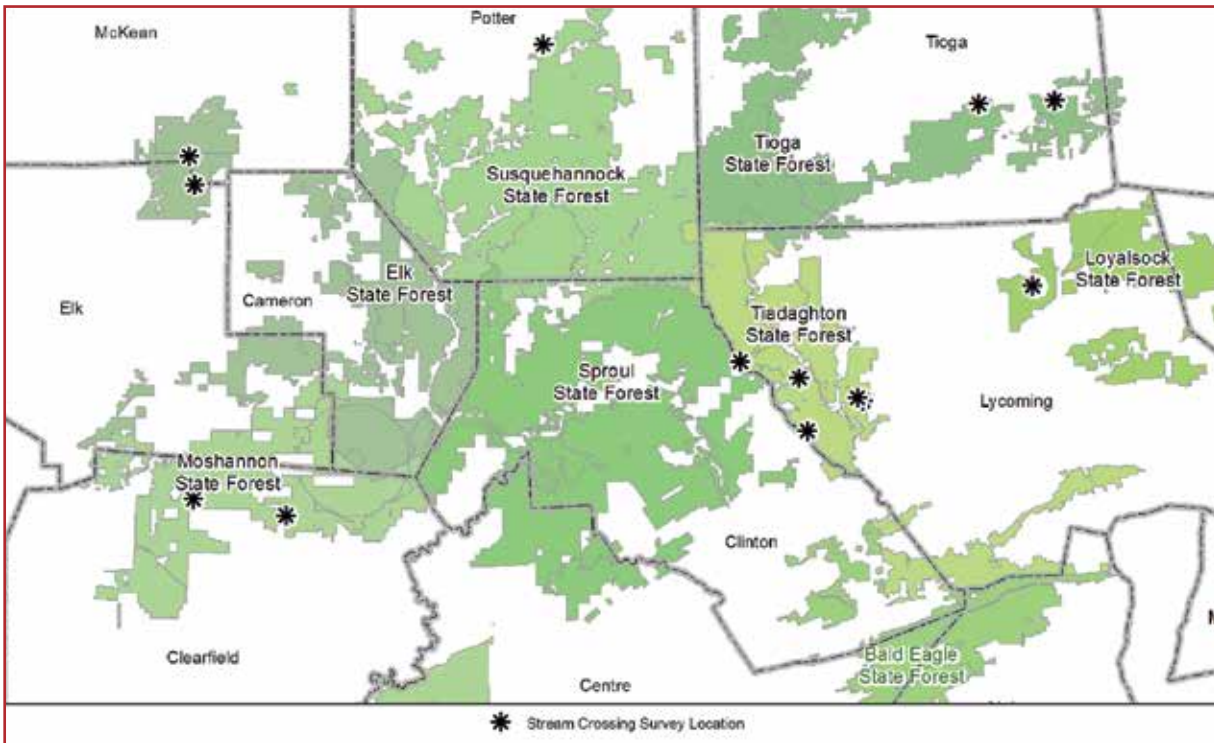 Potter
McKean
Tioga
Tioga
State Forest
Susquehannock
State Forest
Loyalsock
State Forest
Elk
State Forest
Cameron
Elk
Tiadaghton
State Forest
Sproul
State Forest
Lycoming
Moshannon
State Forest
Clinton
Clearfield
Bald Eagle
State Forest
Centre
Stream Crossing Survey Location